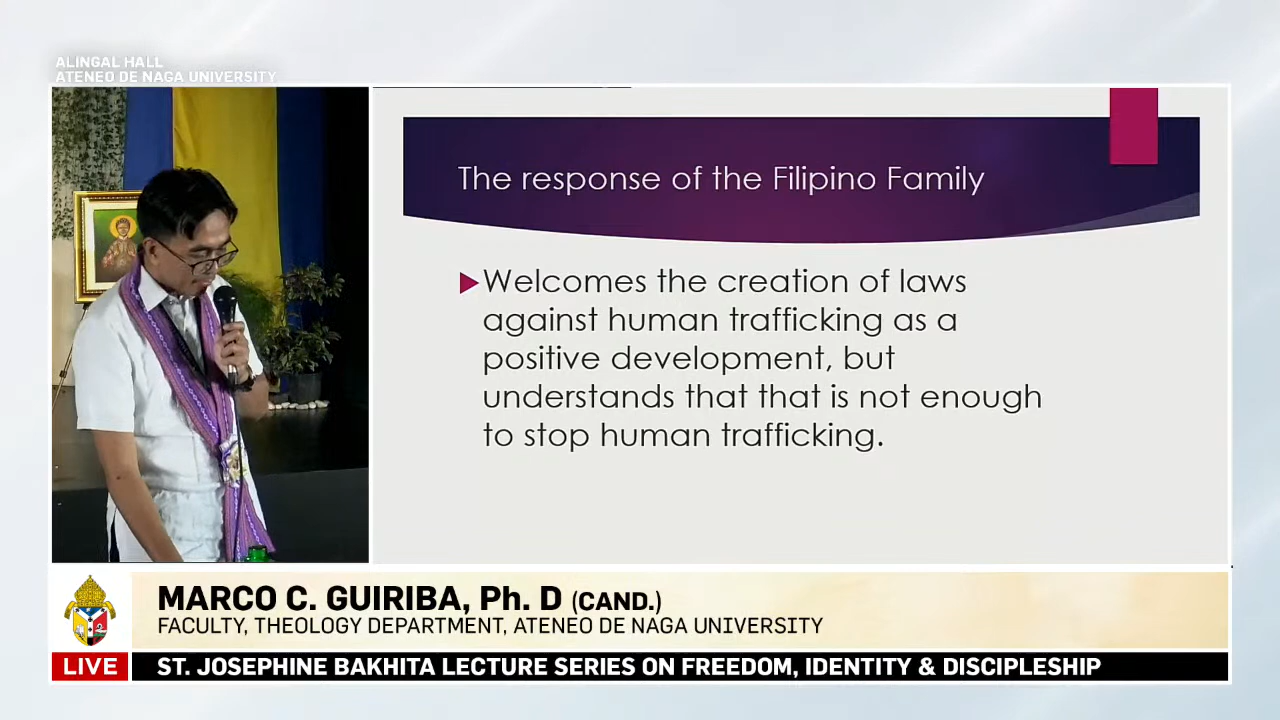 ALINGAL HALL
ATENEO DE NAGA UNIVERSITY
The response of the Filipino Family
Welcomes the creation of laws
against human trafficking as a
positive development, but
understands that that is not enough
to stop human trafficking.
MARCO C. GUIRIBA, Ph. D (CAND.)
FACULTY, THEOLOGY DEPARTMENT, ATENEO DE NAGA UNIVERSITY
LIVE
ST. JOSEPHINE BAKHITA LECTURE SERIES ON FREEDOM, IDENTITY & DISCIPLESHIP